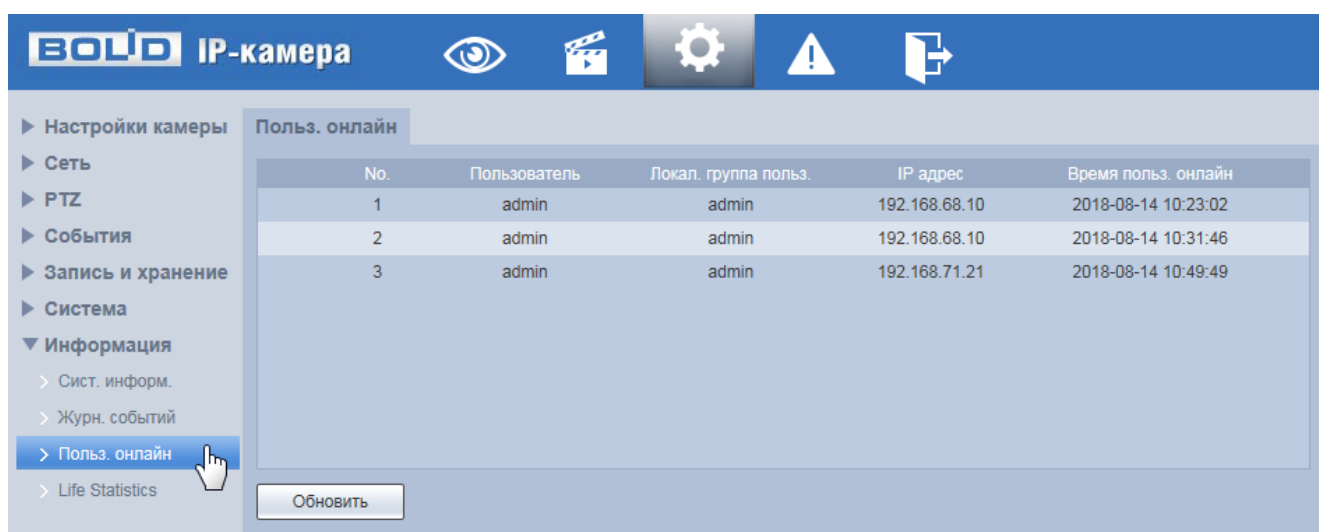 BOLID IP-камера
Настройки камеры
Сеть
PTZ
События
Запись и хранение
Система
Информация
Сист. информ.
Журн. событий
Польз. онлайн
Life Statistics
Польз. онлайн
No. Пользователь Локал. группа польз. IP адрес Время польз. онлайн
1 admin admin 192.168.68.10 2018-08-14 10:23:02
2 admin admin 192.168.68.10 2018-08-14 10:31:46
3 admin admin 192.168.71.21 2018-08-14 10:49:49
Обновить